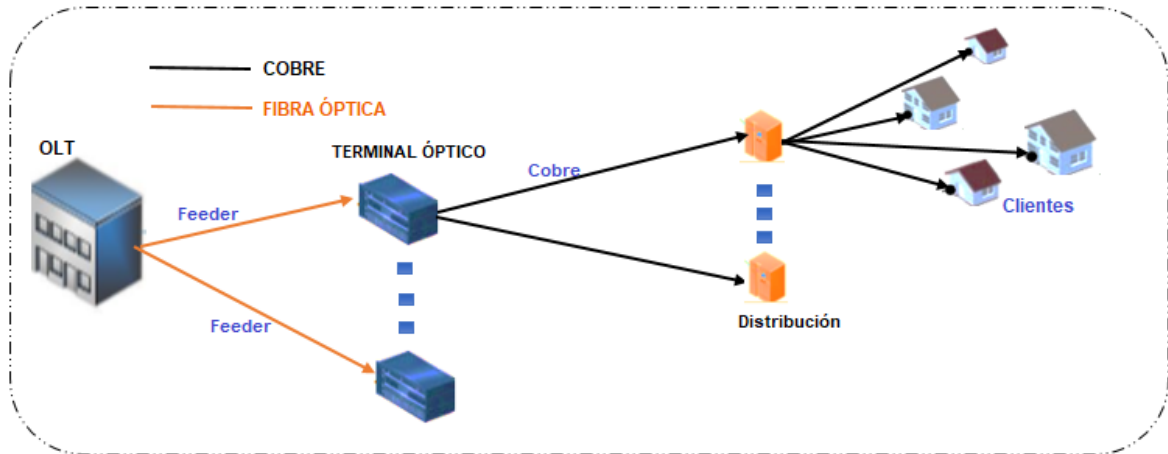 COBRE
FIBRA ÓPTICA
OLT
TERMINAL ÓPTICO
Cobre
Feeder
Clientes
Feeder
Distribución